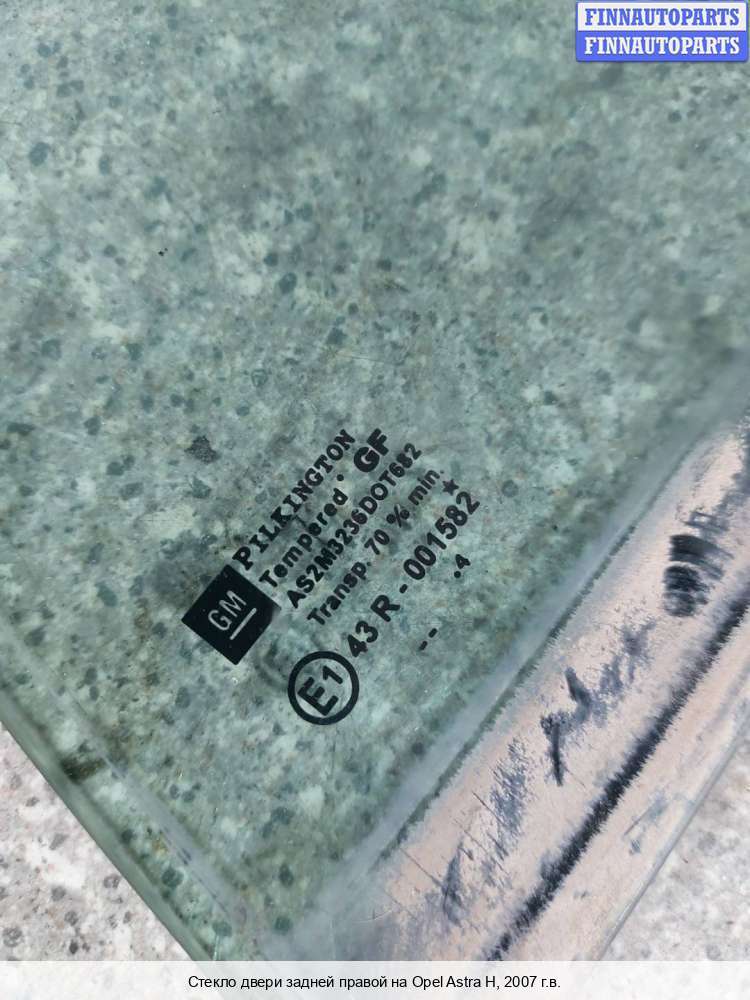 FINNAUTOPARTS
FINNAUTOPARTS
GM
PILKINGTON
Tempered GF
AS2M3236DOT682
Transp. 70 % min.
E1 43 R - 001582 ★
-- .4
Стекло двери задней правой на Opel Astra H, 2007 г.в.